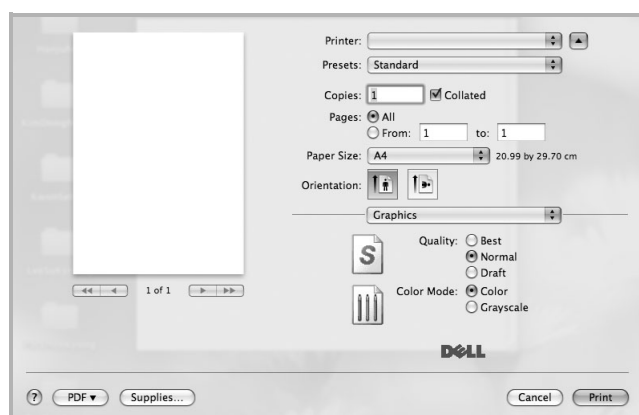 Printer:
Presets: Standard
Copies: 1 Collated
Pages: All
From: 1 to: 1
Paper Size: A4 20.99 by 29.70 cm
Orientation:
Graphics
S
Quality: Best
Normal
Draft
1 of 1
Color Mode: Color
Grayscale
DELL
? PDF Supplies... Cancel Print